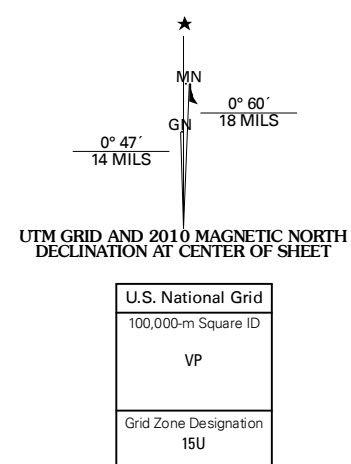 ★
MN
0° 60´
18 MILS
GN
0° 47´
14 MILS
UTM GRID AND 2010 MAGNETIC NORTH
DECLINATION AT CENTER OF SHEET
U.S. National Grid
100,000-m Square ID
VP
Grid Zone Designation
15U